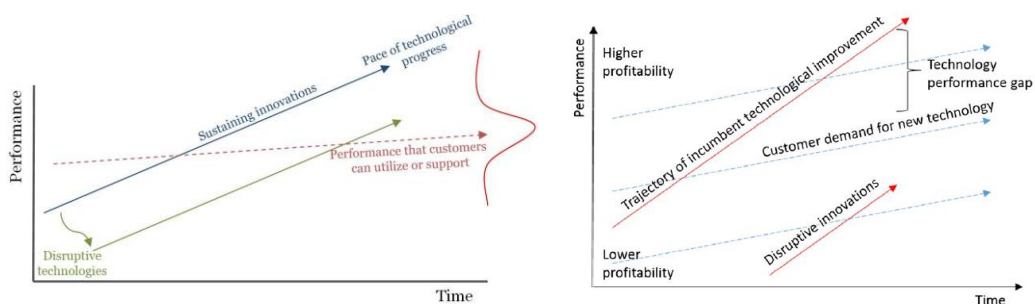 Pace of technological
progress
Sustaining innovations
Performance
Performance that customers
can utilize or support
Disruptive
technologies
Time
Performance
Higher
profitability
Trajectory of incumbent technological improvement
Technology
performance gap
Customer demand for new technology
Disruptive innovations
Lower
profitability
Time